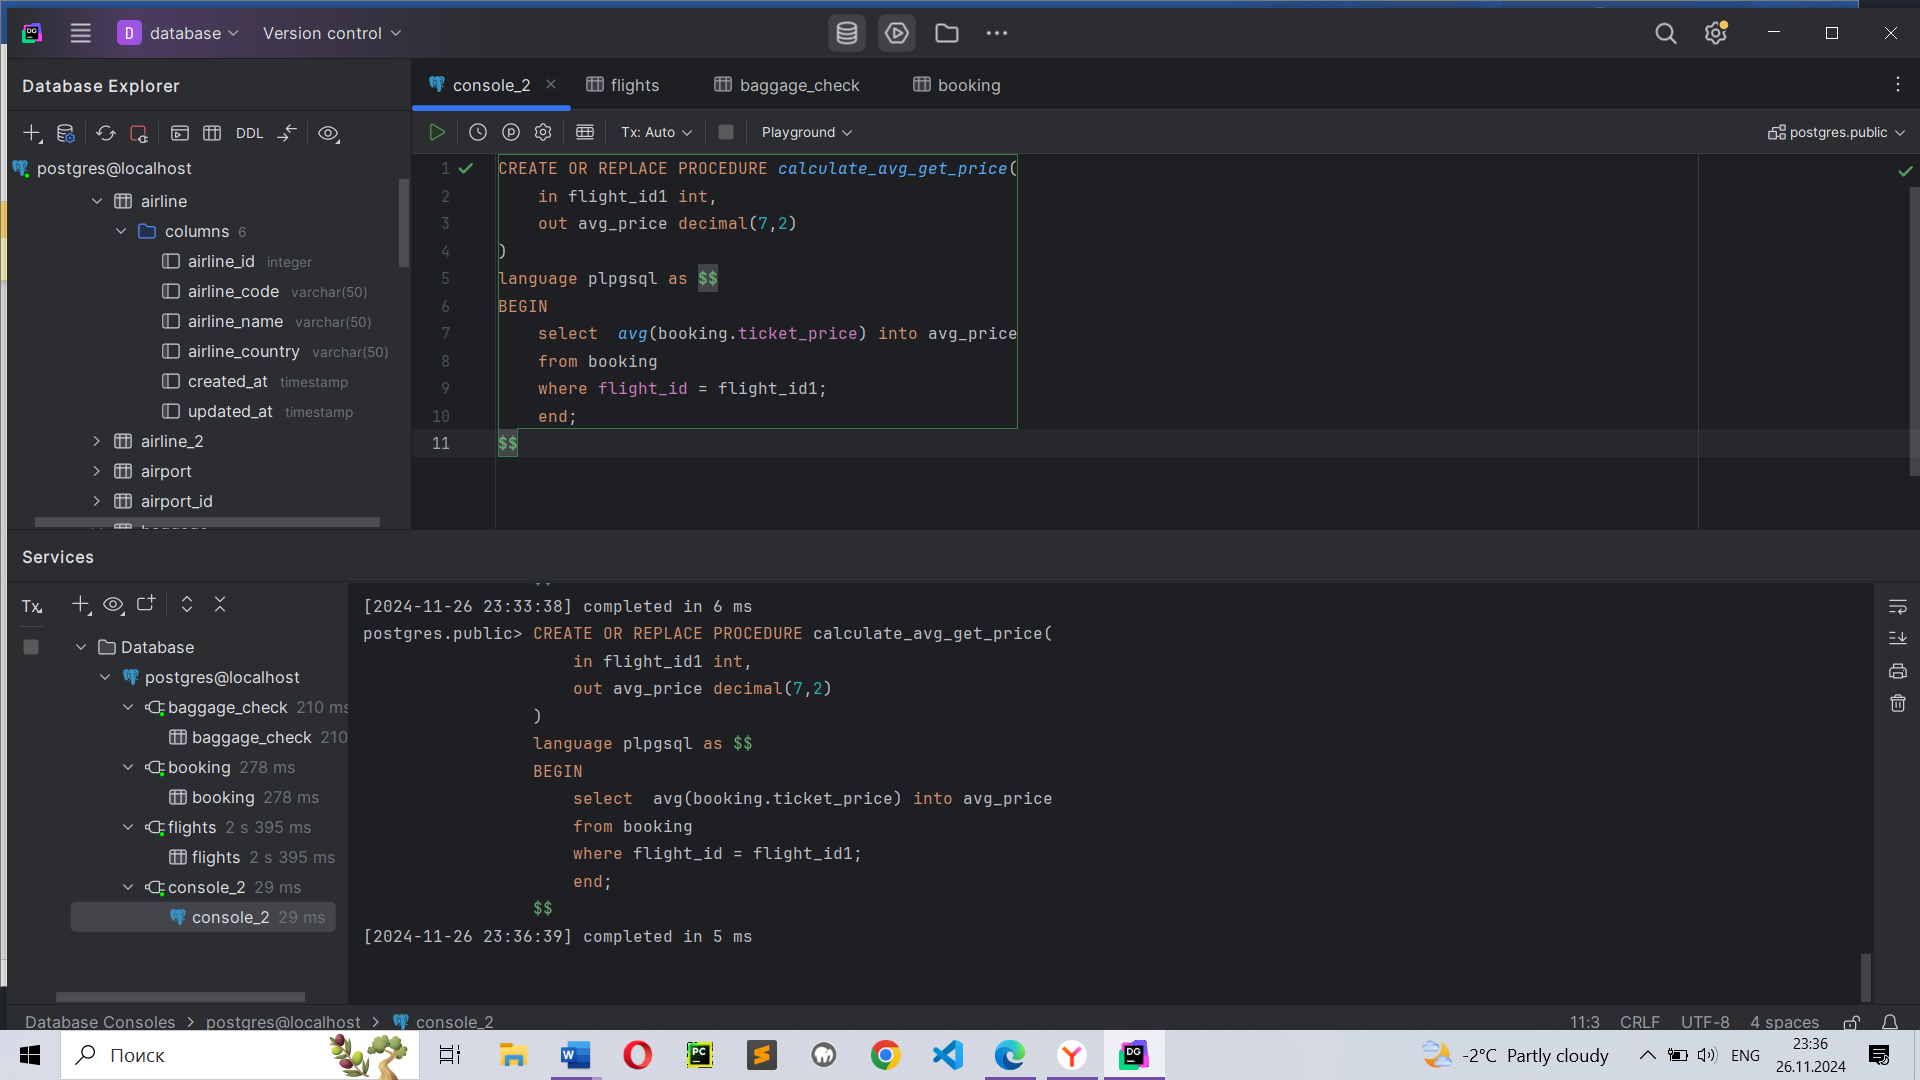 D database Version control
Database Explorer
console_2 flights baggage_check booking
DDL
Tx: Auto Playground postgres.public
postgres@localhost
airline
columns 6
airline_id integer
airline_code varchar(50)
airline_name varchar(50)
airline_country varchar(50)
created_at timestamp
updated_at timestamp
airline_2
airport
airport_id
1 CREATE OR REPLACE PROCEDURE calculate_avg_get_price(
2 in flight_id1 int,
3 out avg_price decimal(7,2)
4 )
5 language plpgsql as $$
6 BEGIN
7 select  avg(booking.ticket_price) into avg_price
8 from booking
9 where flight_id = flight_id1;
10 end;
11 $$
Services
Tx
Database
postgres@localhost
baggage_check 210 ms
baggage_check 210
booking 278 ms
booking 278 ms
flights 2 s 395 ms
flights 2 s 395 ms
console_2 29 ms
console_2 29 ms
[2024-11-26 23:33:38] completed in 6 ms
postgres.public> CREATE OR REPLACE PROCEDURE calculate_avg_get_price(
in flight_id1 int,
out avg_price decimal(7,2)
)
language plpgsql as $$
BEGIN
select  avg(booking.ticket_price) into avg_price
from booking
where flight_id = flight_id1;
end;
$$
[2024-11-26 23:36:39] completed in 5 ms
Database Consoles > postgres@localhost > console_2
11:3 CRLF UTF-8 4 spaces
Поиск
-2°C Partly cloudy
ENG
23:36
26.11.2024